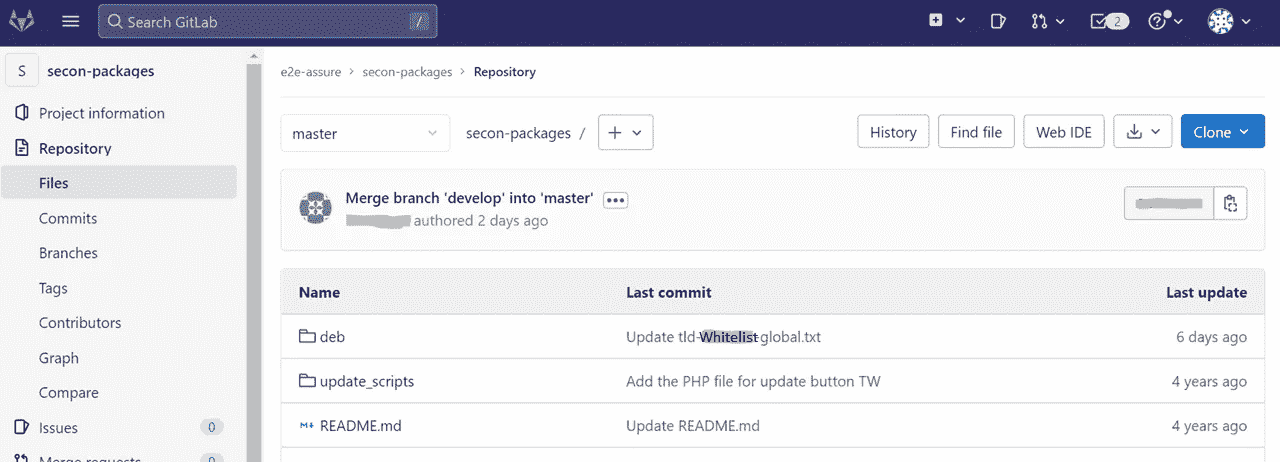 Search GitLab /
2
S secon-packages
e2e-assure > secon-packages > Repository
Project information
master
secon-packages /
History
Find file
Web IDE
Clone
Repository
Files
Commits
Branches
Tags
Contributors
Graph
Compare
Issues 0
Merge requests 0
Merge branch 'develop' into 'master'
authored 2 days ago
Name Last commit Last update
deb Update tld-Whitelist-global.txt 6 days ago
update_scripts Add the PHP file for update button TW 4 years ago
README.md Update README.md 4 years ago